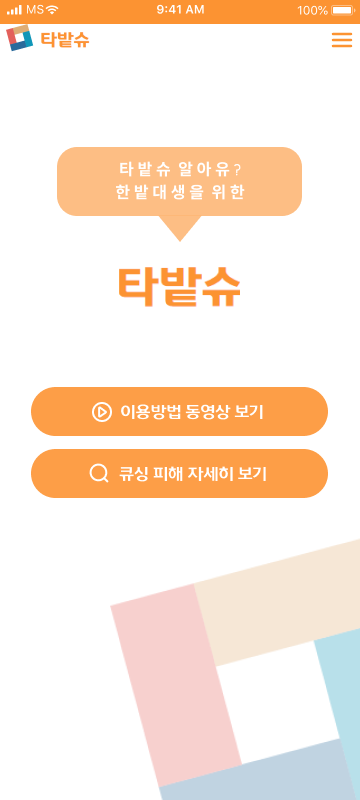 MS 9:41 AM 100%
타밭슈
타밭슈 알아유?
한밭대생을 위한
타밭슈
이용방법 동영상 보기
큐싱 피해 자세히 보기